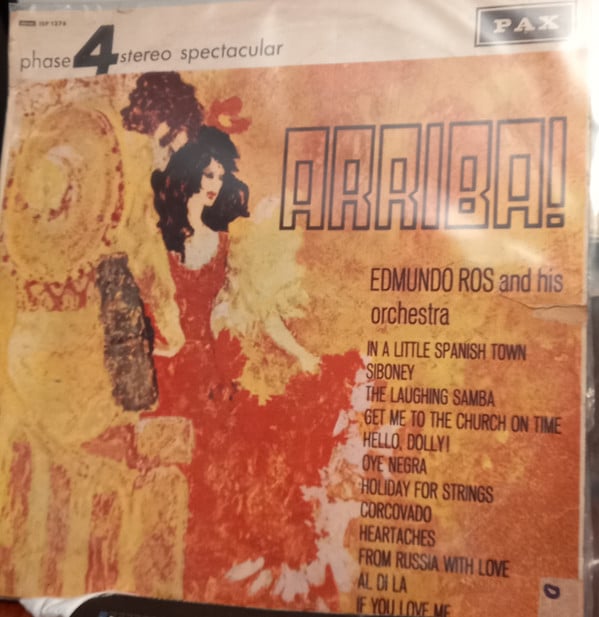 ISP 1276
PAX
phase 4 stereo spectacular
ARRIBA!
EDMUNDO ROS and his
orchestra
IN A LITTLE SPANISH TOWN
SIBONEY
THE LAUGHING SAMBA
GET ME TO THE CHURCH ON TIME
HELLO, DOLLY!
OYE NEGRA
HOLIDAY FOR STRINGS
CORCOVADO
HEARTACHES
FROM RUSSIA WITH LOVE
AL DI LA
IF YOU LOVE ME